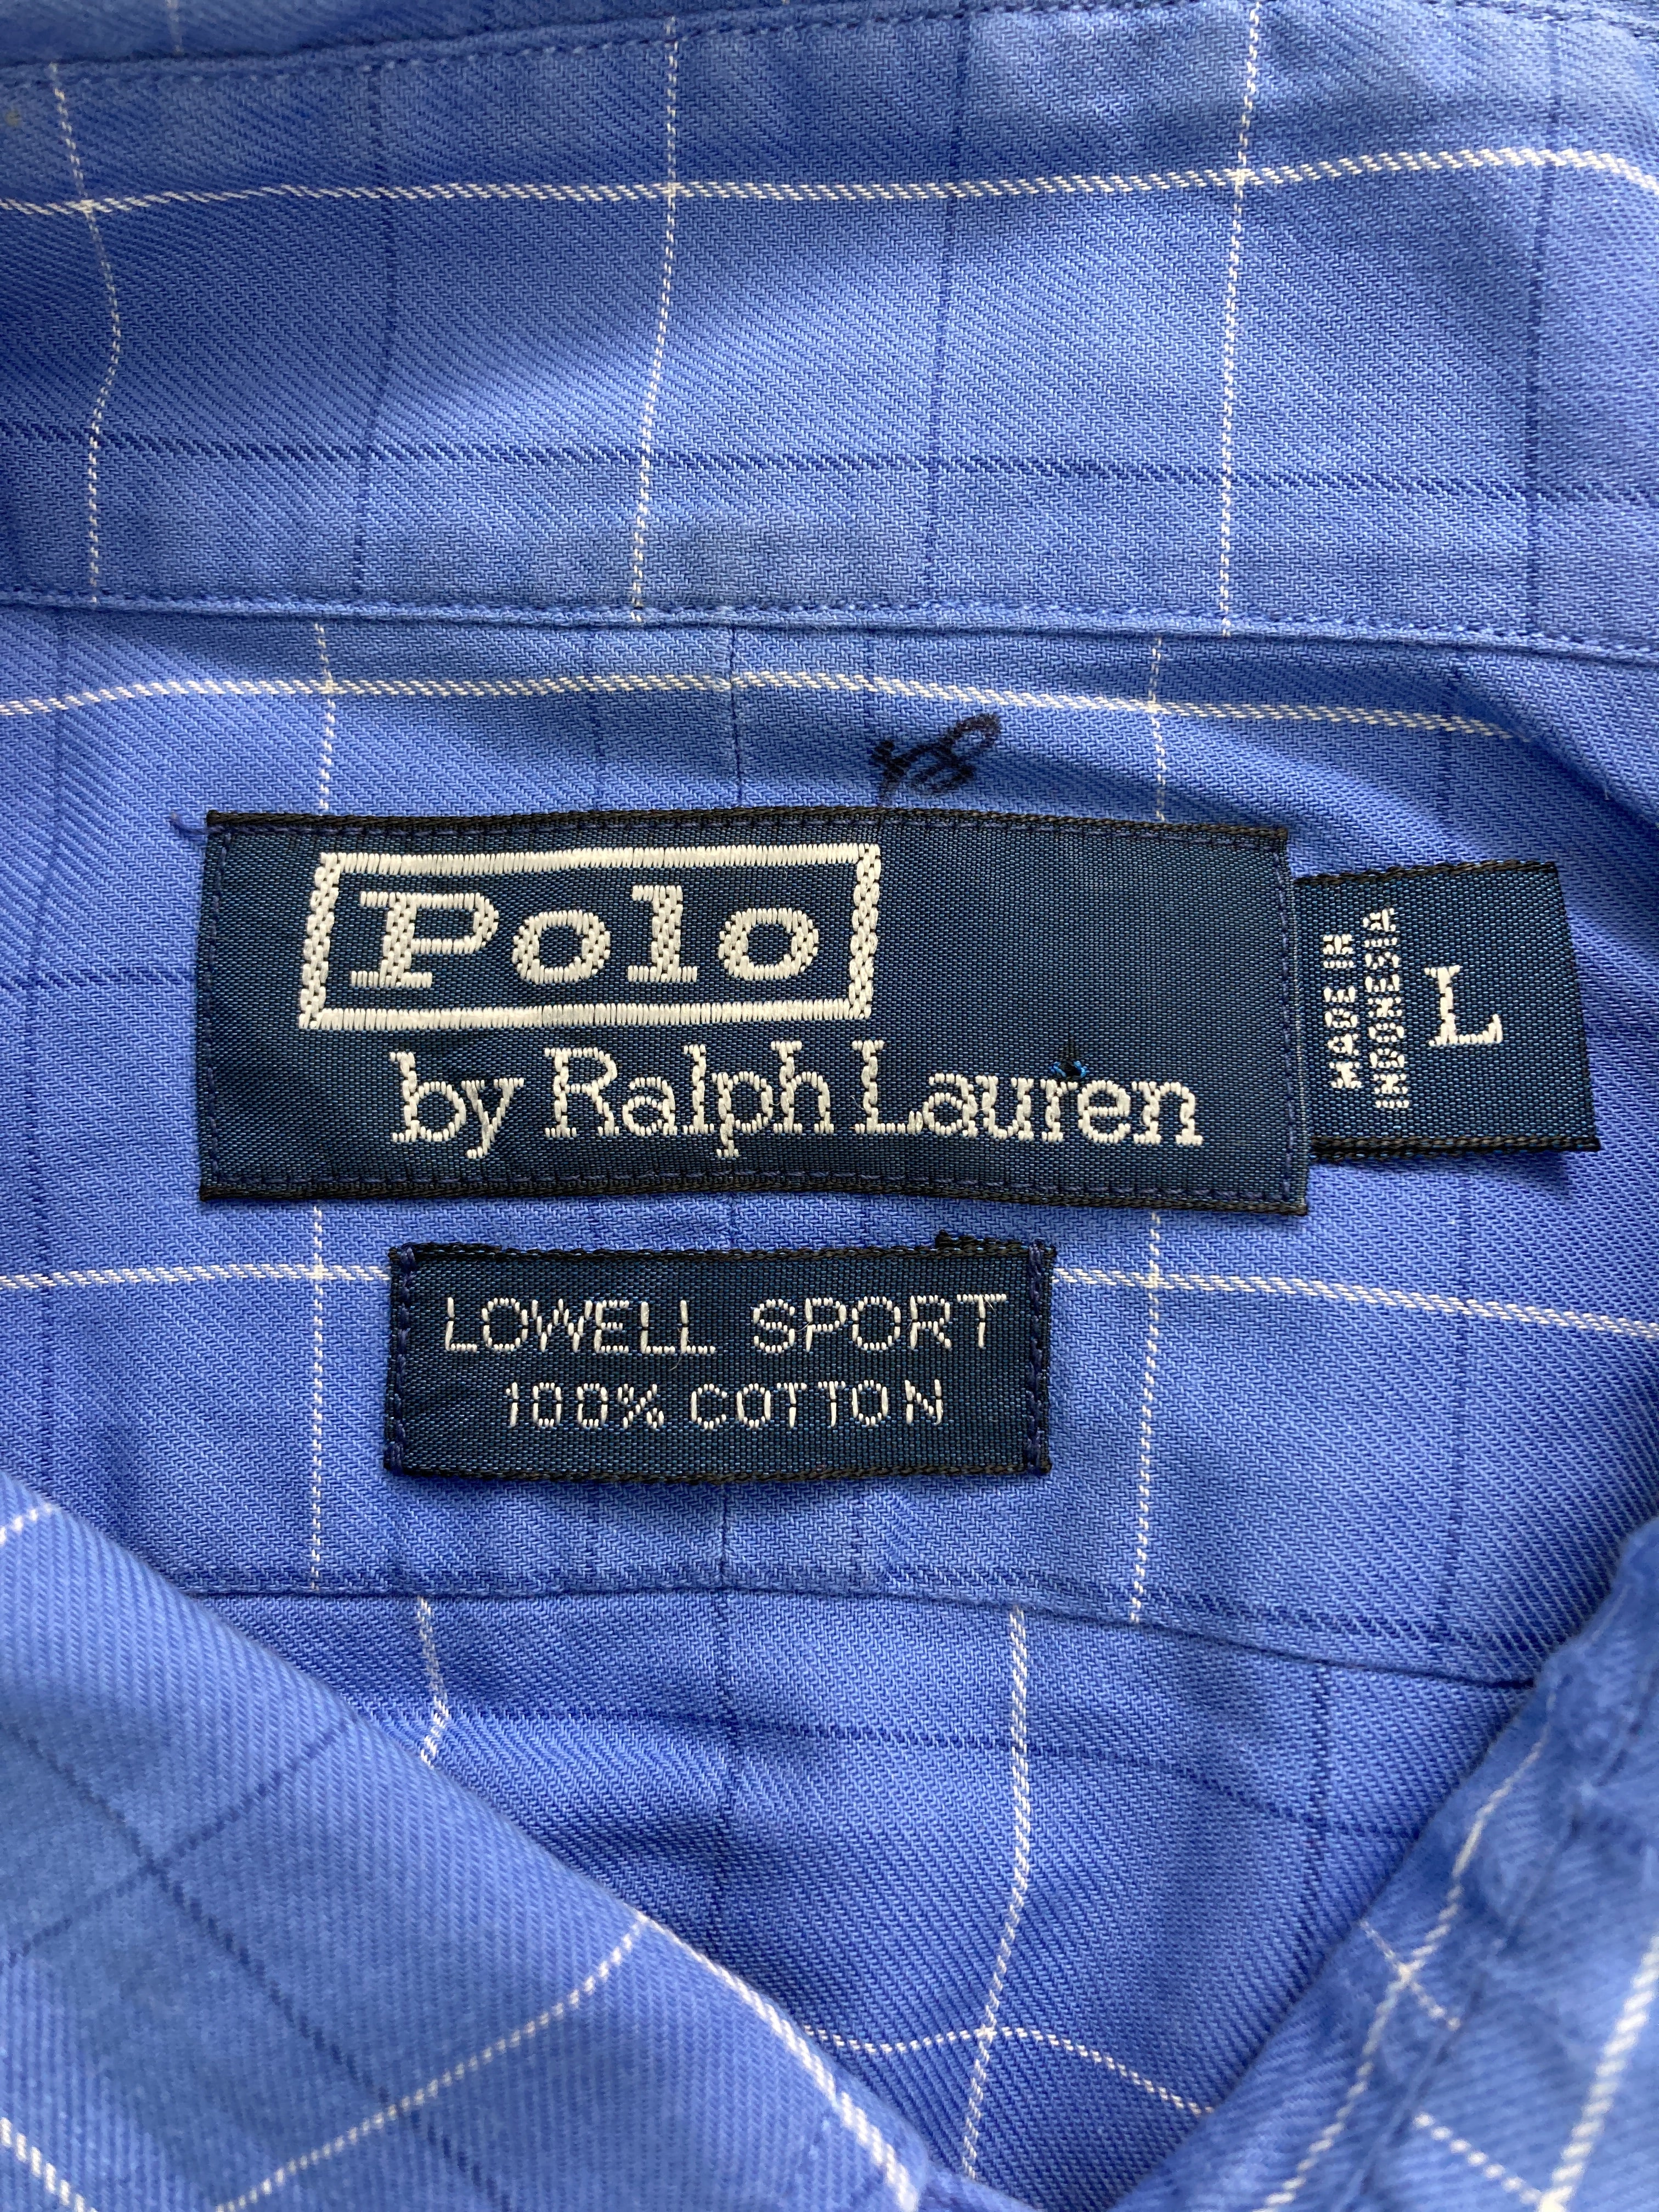 Polo
by Ralph Lauren
MADE IN
INDONESIA
L
LOWELL SPORT
100% COTTON